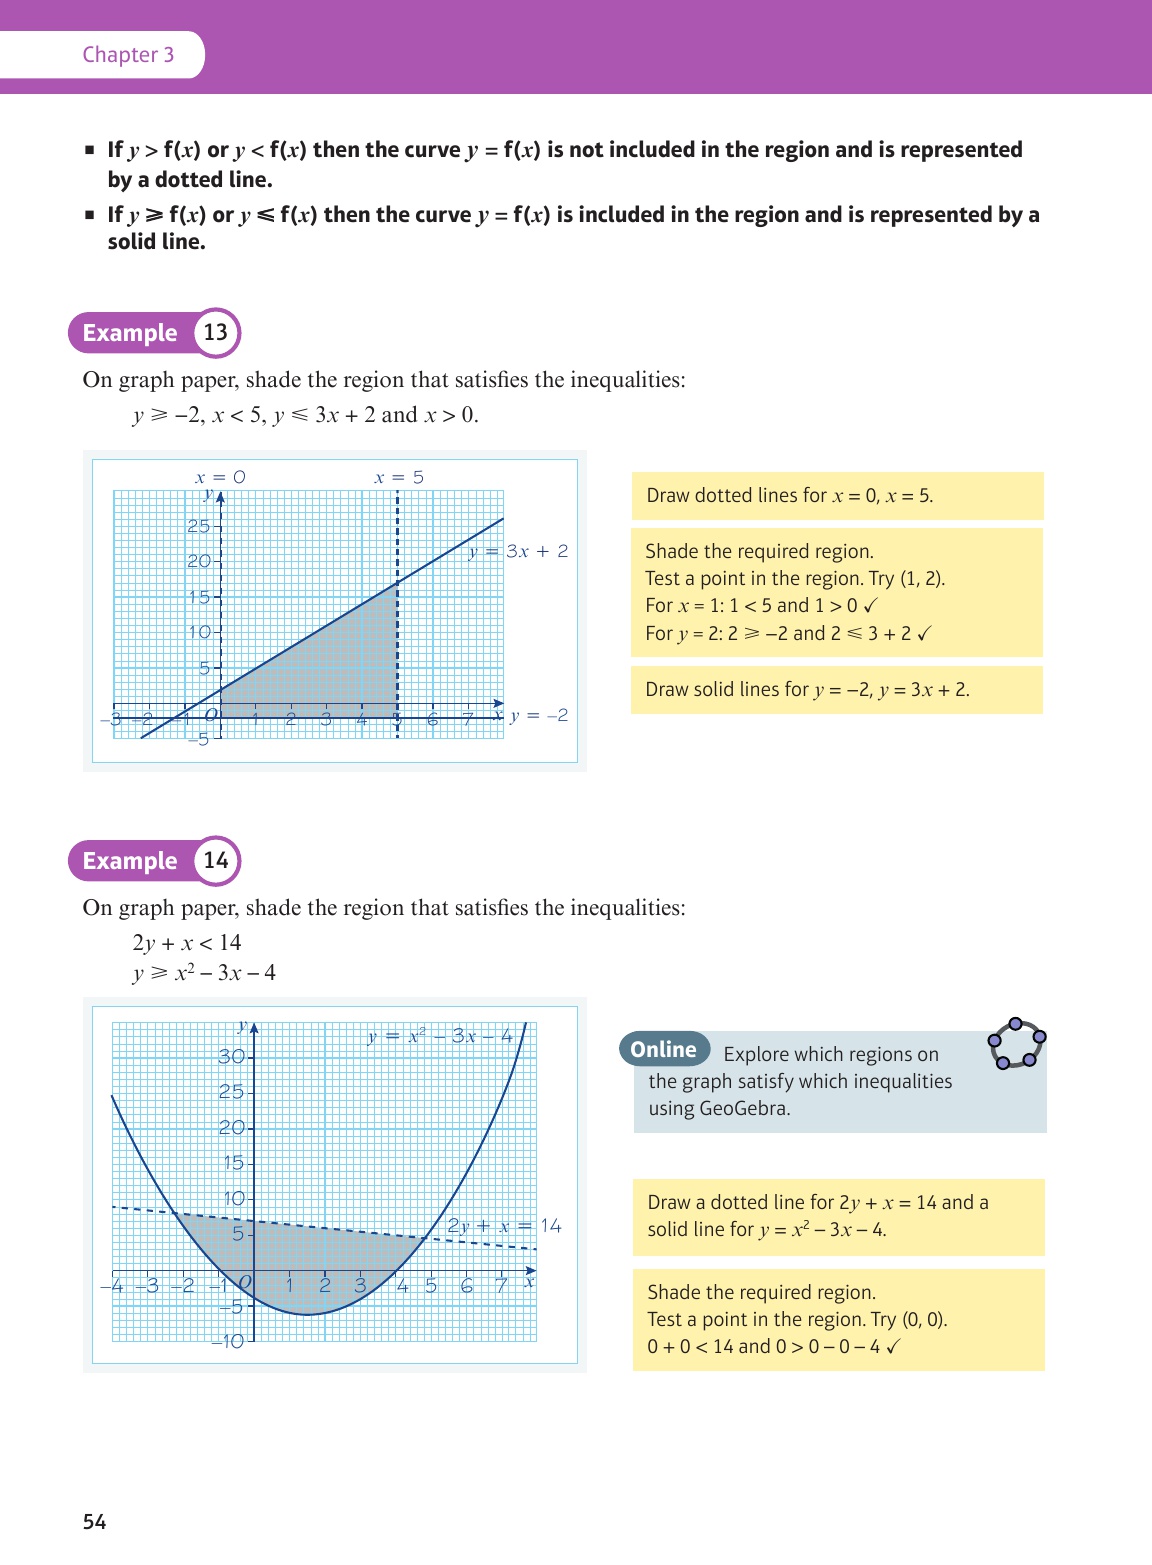 Chapter 3
▪ If y > f(x) or y < f(x) then the curve y = f(x) is not included in the region and is represented
by a dotted line.
▪ If y ⩾ f(x) or y ⩽ f(x) then the curve y = f(x) is included in the region and is represented by a
solid line.
Example 13
On graph paper, shade the region that satisfies the inequalities:
y ⩾ −2, x < 5, y ⩽ 3x + 2 and x > 0.
x = 0 x = 5
y
25
20
15
10
5
−5
y = 3x + 2
−3 −2 −1 O 1 2 3 4 5 6 7 x y = −2
Draw dotted lines for x = 0, x = 5.
Shade the required region.
Test a point in the region. Try (1, 2).
For x = 1: 1 < 5 and 1 > 0 ✓
For y = 2: 2 ⩾ −2 and 2 ⩽ 3 + 2 ✓
Draw solid lines for y = −2, y = 3x + 2.
Example 14
On graph paper, shade the region that satisfies the inequalities:
2y + x < 14
y ⩾ x² − 3x − 4
y
y = x² − 3x − 4
30
25
20
15
10
5
−5
−10
2y + x = 14
−4 −3 −2 −1 O 1 2 3 4 5 6 7 x
Online Explore which regions on
the graph satisfy which inequalities
using GeoGebra.
Draw a dotted line for 2y + x = 14 and a
solid line for y = x² − 3x − 4.
Shade the required region.
Test a point in the region. Try (0, 0).
0 + 0 < 14 and 0 > 0 − 0 − 4 ✓
54